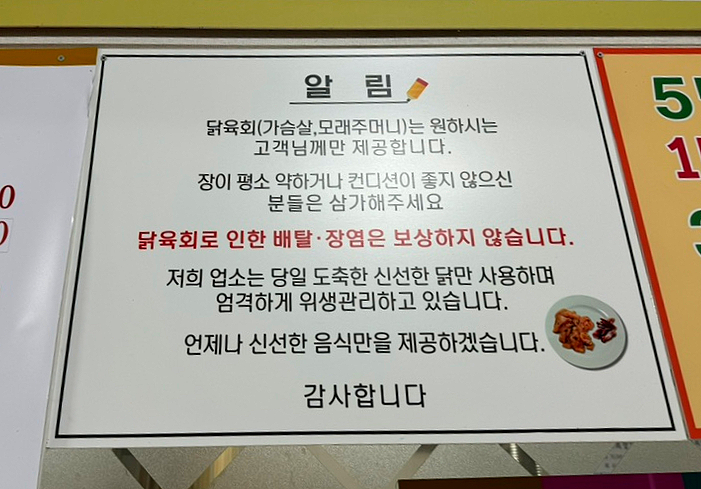 알 림
닭육회(가슴살,모래주머니)는 원하시는
고객님께만 제공합니다.
장이 평소 약하거나 컨디션이 좋지 않으신
분들은 삼가해주세요
닭육회로 인한 배탈·장염은 보상하지 않습니다.
저희 업소는 당일 도축한 신선한 닭만 사용하며
엄격하게 위생관리하고 있습니다.
언제나 신선한 음식만을 제공하겠습니다.
감사합니다